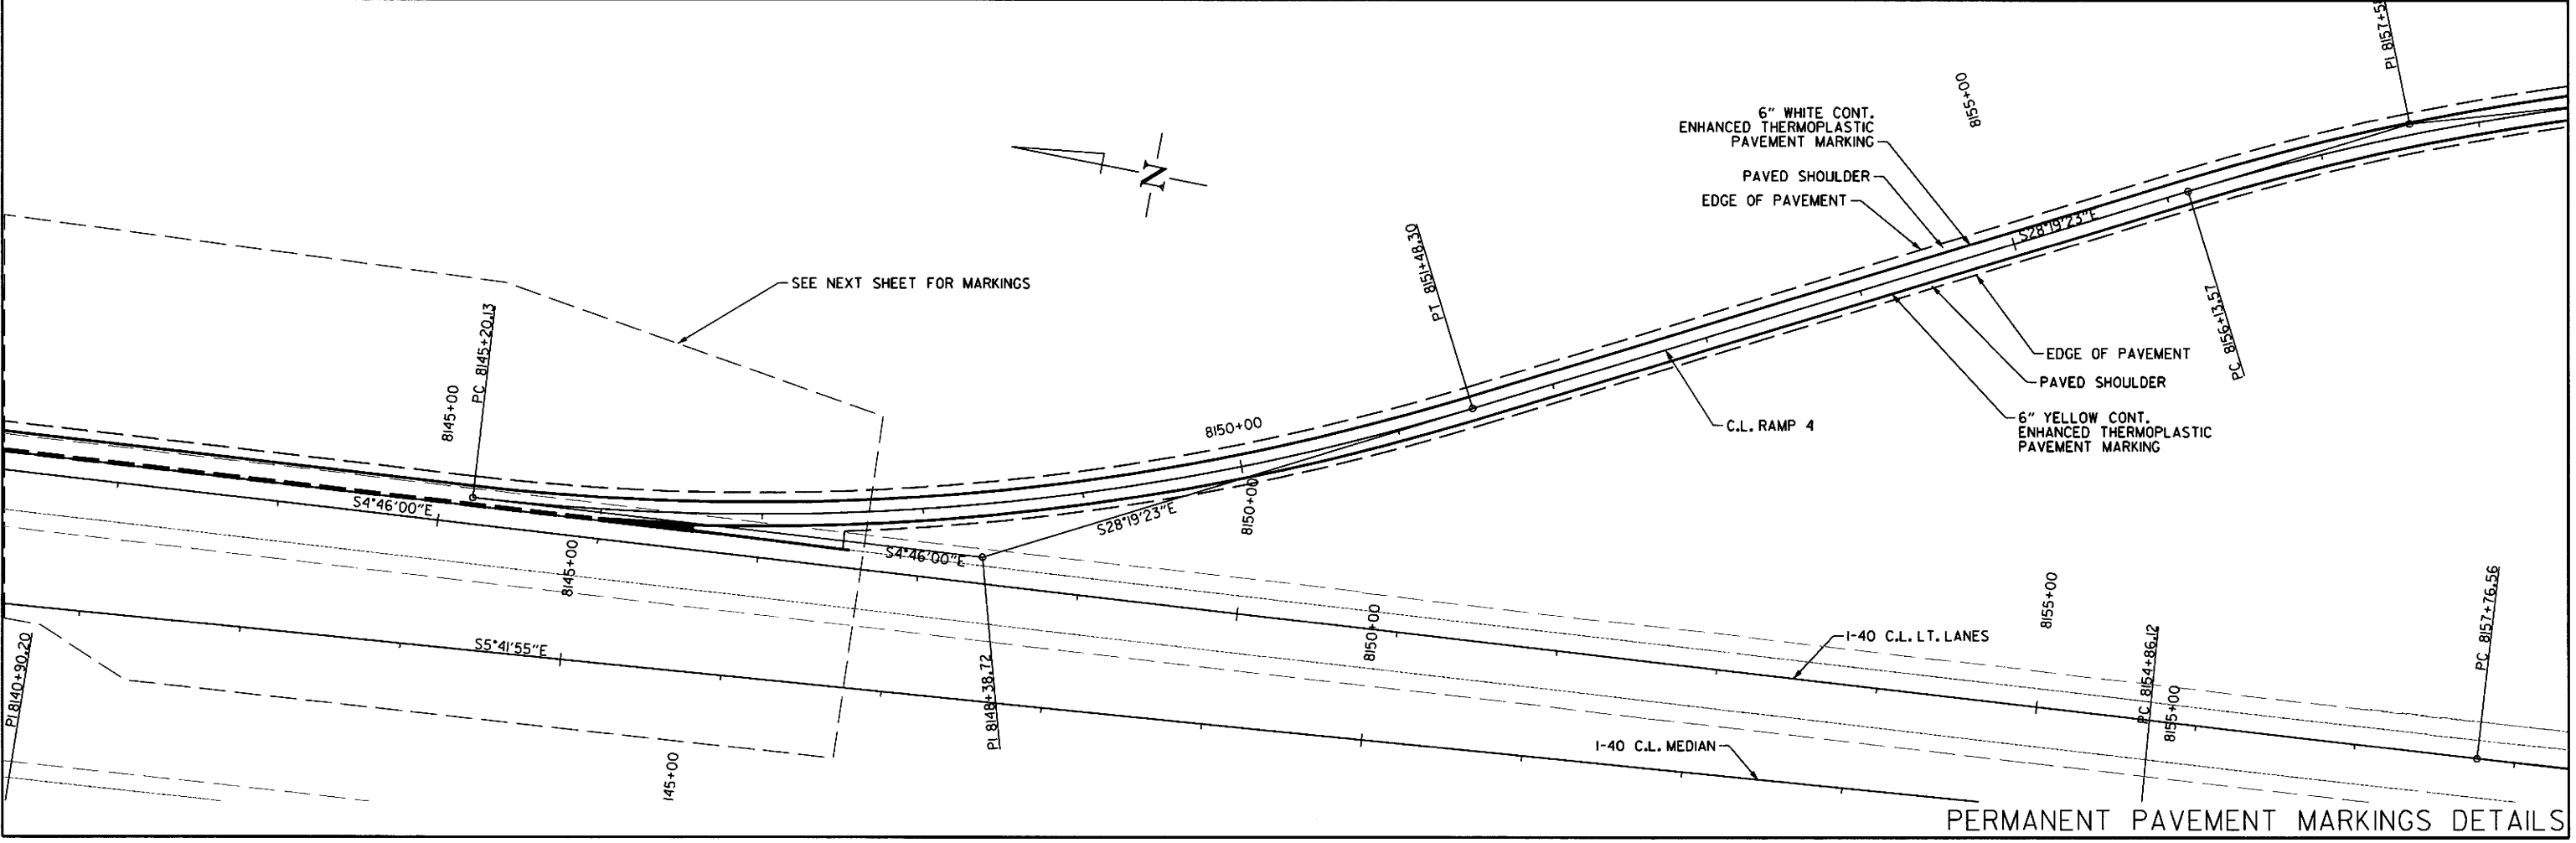 PI 8157+5
8155+00
6" WHITE CONT.
ENHANCED THERMOPLASTIC
PAVEMENT MARKING
PAVED SHOULDER
EDGE OF PAVEMENT
N
S28°19'23"E
PT 8151+48.30
PC 8156+13.57
SEE NEXT SHEET FOR MARKINGS
8145+00
PC 8145+20.13
EDGE OF PAVEMENT
PAVED SHOULDER
6" YELLOW CONT.
ENHANCED THERMOPLASTIC
PAVEMENT MARKING
C.L. RAMP 4
8150+00
S4°46'00"E
8145+00
S4°46'00"E
S28°19'23"E
8150+00
PI 8148+38.72
8150+00
I-40 C.L. LT. LANES
8155+00
PC 8154+86.12
8155+00
PC 8157+76.56
PI 8140+90.20
S5°41'55"E
145+00
I-40 C.L. MEDIAN
PERMANENT PAVEMENT MARKINGS DETAILS